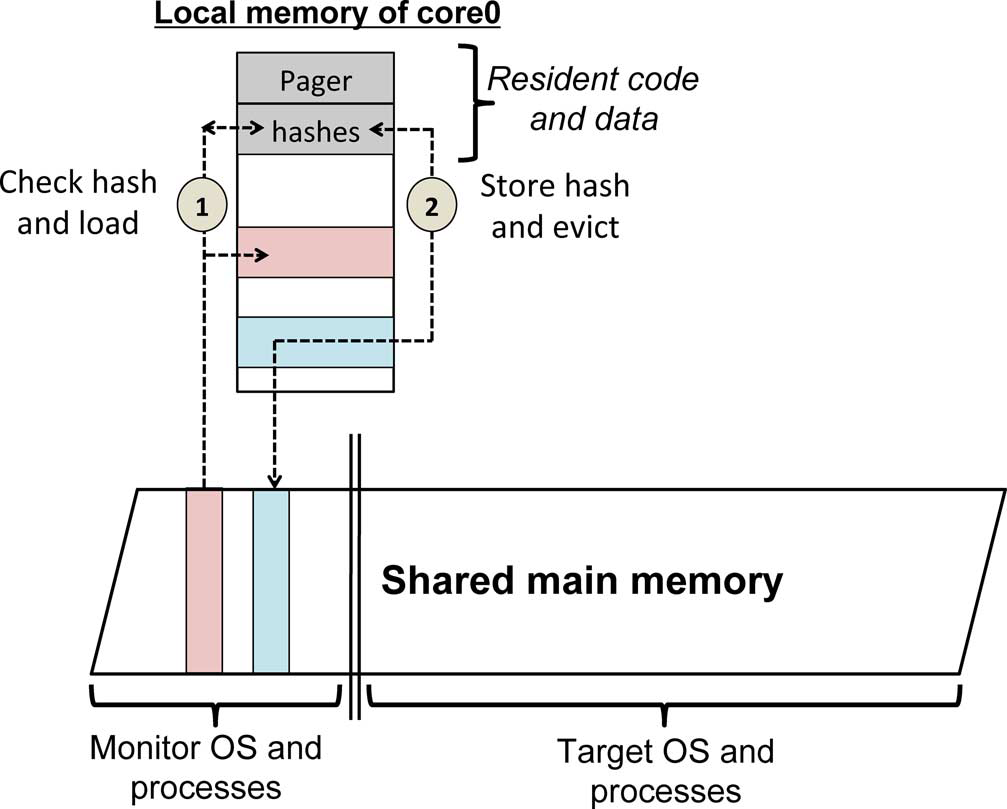 Local memory of core0
Pager
hashes
Resident code
and data
Check hash
and load
1
2
Store hash
and evict
Shared main memory
Monitor OS and
processes
Target OS and
processes